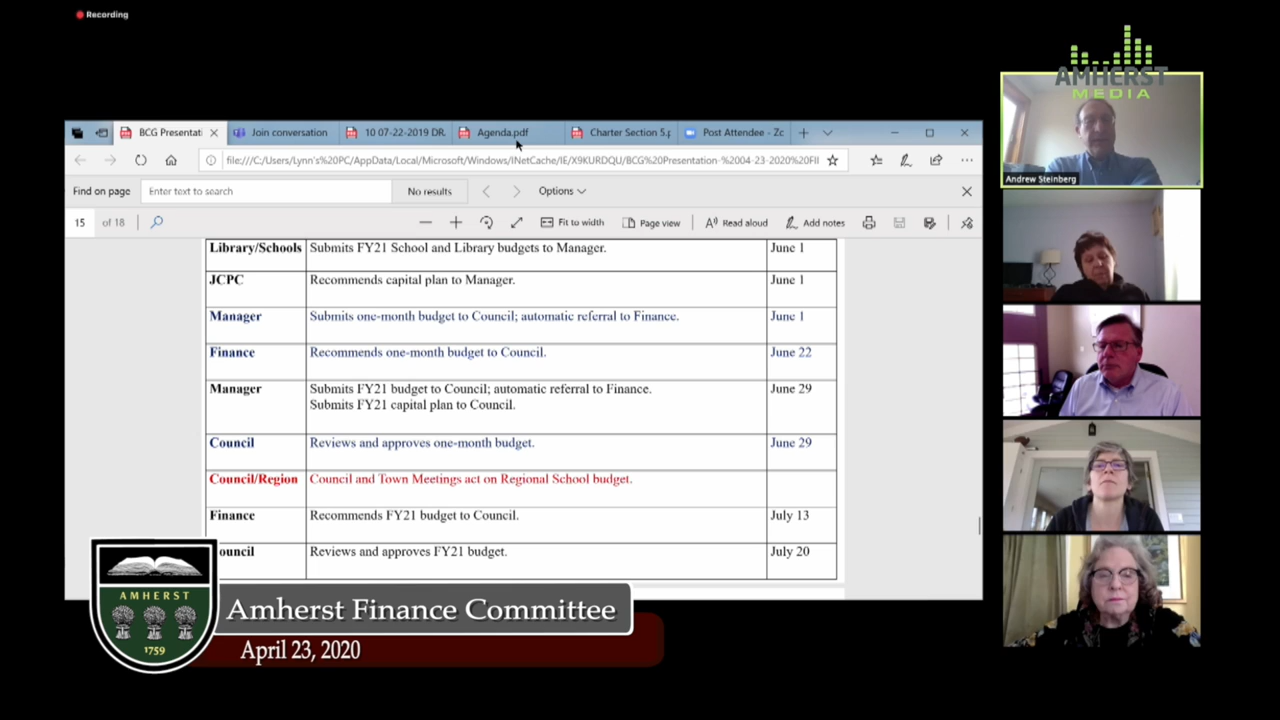 Recording
AMHERST
MEDIA
BCG Presentati
Join conversation
10 07-22-2019 DR.
Agenda.pdf
Charter Section 5.p
Post Attendee - Zc
file:///C:/Users/Lynn's%20PC/AppData/Local/Microsoft/Windows/INetCache/IE/X9KURDQU/BCG%20Presentation-%2004-23-2020%20FII
Find on page
Enter text to search
No results
Options
15 of 18
Fit to width
Page view
Read aloud
Add notes
Andrew Steinberg
Library/Schools Submits FY21 School and Library budgets to Manager. June 1
JCPC Recommends capital plan to Manager. June 1
Manager Submits one-month budget to Council; automatic referral to Finance. June 1
Finance Recommends one-month budget to Council. June 22
Manager Submits FY21 budget to Council; automatic referral to Finance. June 29
Submits FY21 capital plan to Council.
Council Reviews and approves one-month budget. June 29
Council/Region Council and Town Meetings act on Regional School budget.
Finance Recommends FY21 budget to Council. July 13
ouncil Reviews and approves FY21 budget. July 20
AMHERST
1759
Amherst Finance Committee
April 23, 2020